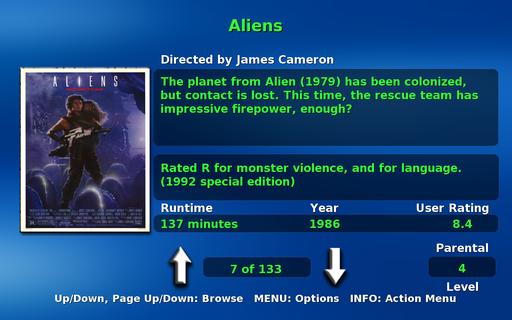 Aliens
Directed by James Cameron
ALIENS
The planet from Alien (1979) has been colonized,
but contact is lost. This time, the rescue team has
impressive firepower, enough?
Rated R for monster violence, and for language.
(1992 special edition)
Runtime Year User Rating
137 minutes 1986 8.4
Parental
7 of 133 4
Level
Up/Down, Page Up/Down: Browse MENU: Options INFO: Action Menu